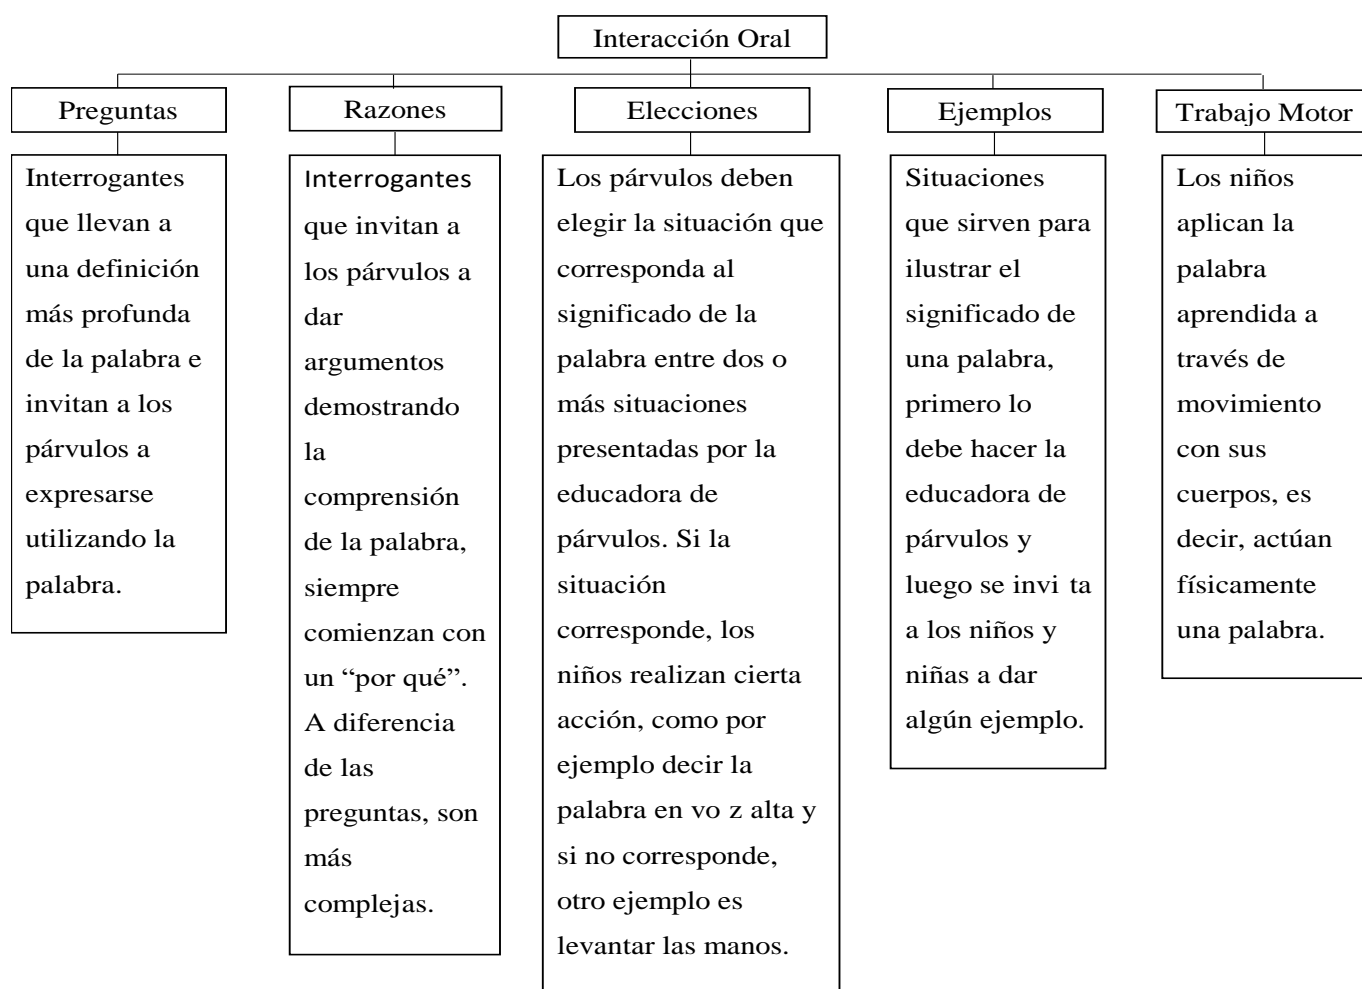 Interacción Oral
Preguntas
Razones
Elecciones
Ejemplos
Trabajo Motor
Interrogantes
que llevan a
una definición
más profunda
de la palabra e
invitan a los
párvulos a
expresarse
utilizando la
palabra.
Interrogantes
que invitan a
los párvulos a
dar
argumentos
demostrando
la
comprensión
de la palabra,
siempre
comienzan con
un “por qué”.
A diferencia
de las
preguntas, son
más
complejas.
Los párvulos deben
elegir la situación que
corresponda al
significado de la
palabra entre dos o
más situaciones
presentadas por la
educadora de
párvulos. Si la
situación
corresponde, los
niños realizan cierta
acción, como por
ejemplo decir la
palabra en vo z alta y
si no corresponde,
otro ejemplo es
levantar las manos.
Situaciones
que sirven para
ilustrar el
significado de
una palabra,
primero lo
debe hacer la
educadora de
párvulos y
luego se invi ta
a los niños y
niñas a dar
algún ejemplo.
Los niños
aplican la
palabra
aprendida a
través de
movimiento
con sus
cuerpos, es
decir, actúan
físicamente
una palabra.